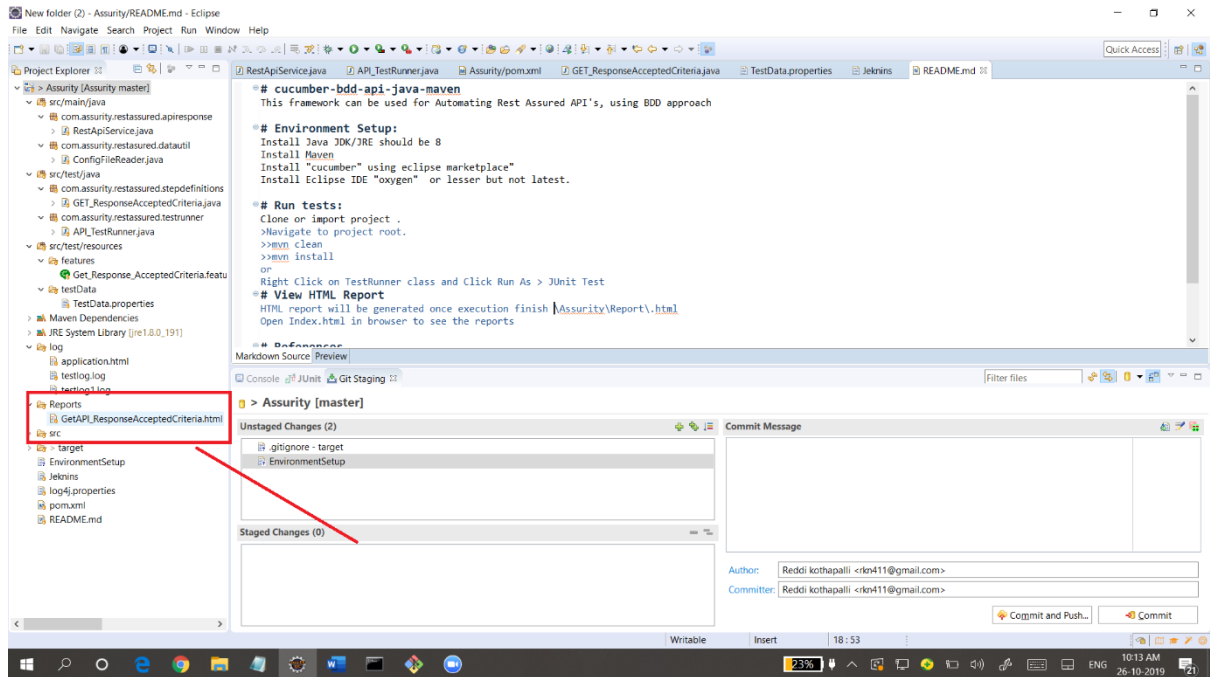 New folder (2) - Assurity/README.md - Eclipse
File Edit Navigate Search Project Run Window Help
Quick Access
Project Explorer
> Assurity [Assurity master]
src/main/java
com.assurity.restassured.apiresponse
RestApiService.java
com.assurity.restassured.datautil
ConfigFileReader.java
src/test/java
com.assurity.restassured.stepdefinitions
GET_ResponseAcceptedCriteria.java
com.assurity.restassured.testrunner
API_TestRunner.java
src/test/resources
features
Get_Response_AcceptedCriteria.featu
testData
TestData.properties
Maven Dependencies
JRE System Library [jre1.8.0_191]
log
application.html
testlog.log
testlog1.log
Reports
GetAPI_ResponseAcceptedCriteria.html
src
> target
EnvironmentSetup
Jeknins
log4j.properties
pom.xml
README.md
RestApiService.java API_TestRunner.java Assurity/pom.xml GET_ResponseAcceptedCriteria.java TestData.properties Jeknins README.md
# cucumber-bdd-api-java-maven
This framework can be used for Automating Rest Assured API's, using BDD approach
# Environment Setup:
Install Java JDK/JRE should be 8
Install Maven
Install "cucumber" using eclipse marketplace"
Install Eclipse IDE "oxygen" or lesser but not latest.
# Run tests:
Clone or import project .
>Navigate to project root.
>>mvn clean
>>mvn install
or
Right Click on TestRunner class and Click Run As > JUnit Test
# View HTML Report
HTML report will be generated once execution finish \Assurity\Report\.html
Open Index.html in browser to see the reports
# References
Markdown Source Preview
Console JUnit Git Staging
Filter files
> Assurity [master]
Unstaged Changes (2)
.gitignore - target
EnvironmentSetup
Staged Changes (0)
Commit Message
Author: Reddi kothapalli <rkn411@gmail.com>
Committer: Reddi kothapalli <rkn411@gmail.com>
Commit and Push... Commit
Writable Insert 18 : 53
23% ENG 10:13 AM
26-10-2019 21